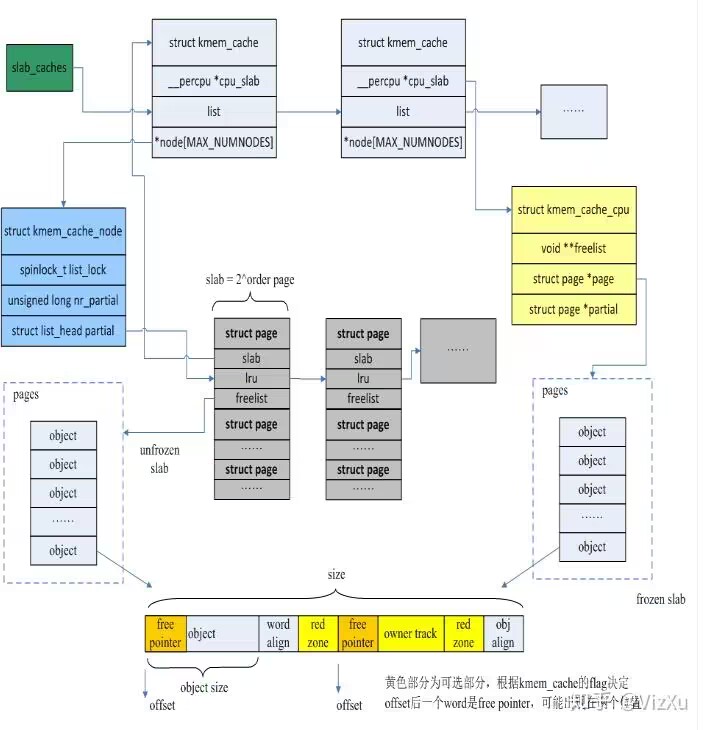 struct kmem_cache
struct kmem_cache
slab_caches
__percpu *cpu_slab
__percpu *cpu_slab
list
list
……
*node[MAX_NUMNODES]
*node[MAX_NUMNODES]
struct kmem_cache_node
spinlock_t list_lock
unsigned long nr_partial
struct list_head partial
struct kmem_cache_cpu
void **freelist
struct page *page
struct page *partial
slab = 2^order page
struct page
slab
lru
freelist
struct page
……
struct page
……
struct page
slab
lru
freelist
struct page
……
struct page
……
……
pages
object
object
object
……
object
unfrozen
slab
pages
object
object
object
……
object
frozen slab
size
free
pointer
object
word
align
red
zone
free
pointer
owner track
red
zone
obj
align
object size
offset
offset
黄色部分为可选部分，根据kmem_cache的flag决定
offset后一个word是free pointer，可能出现在两个位置
知乎 @VizXu